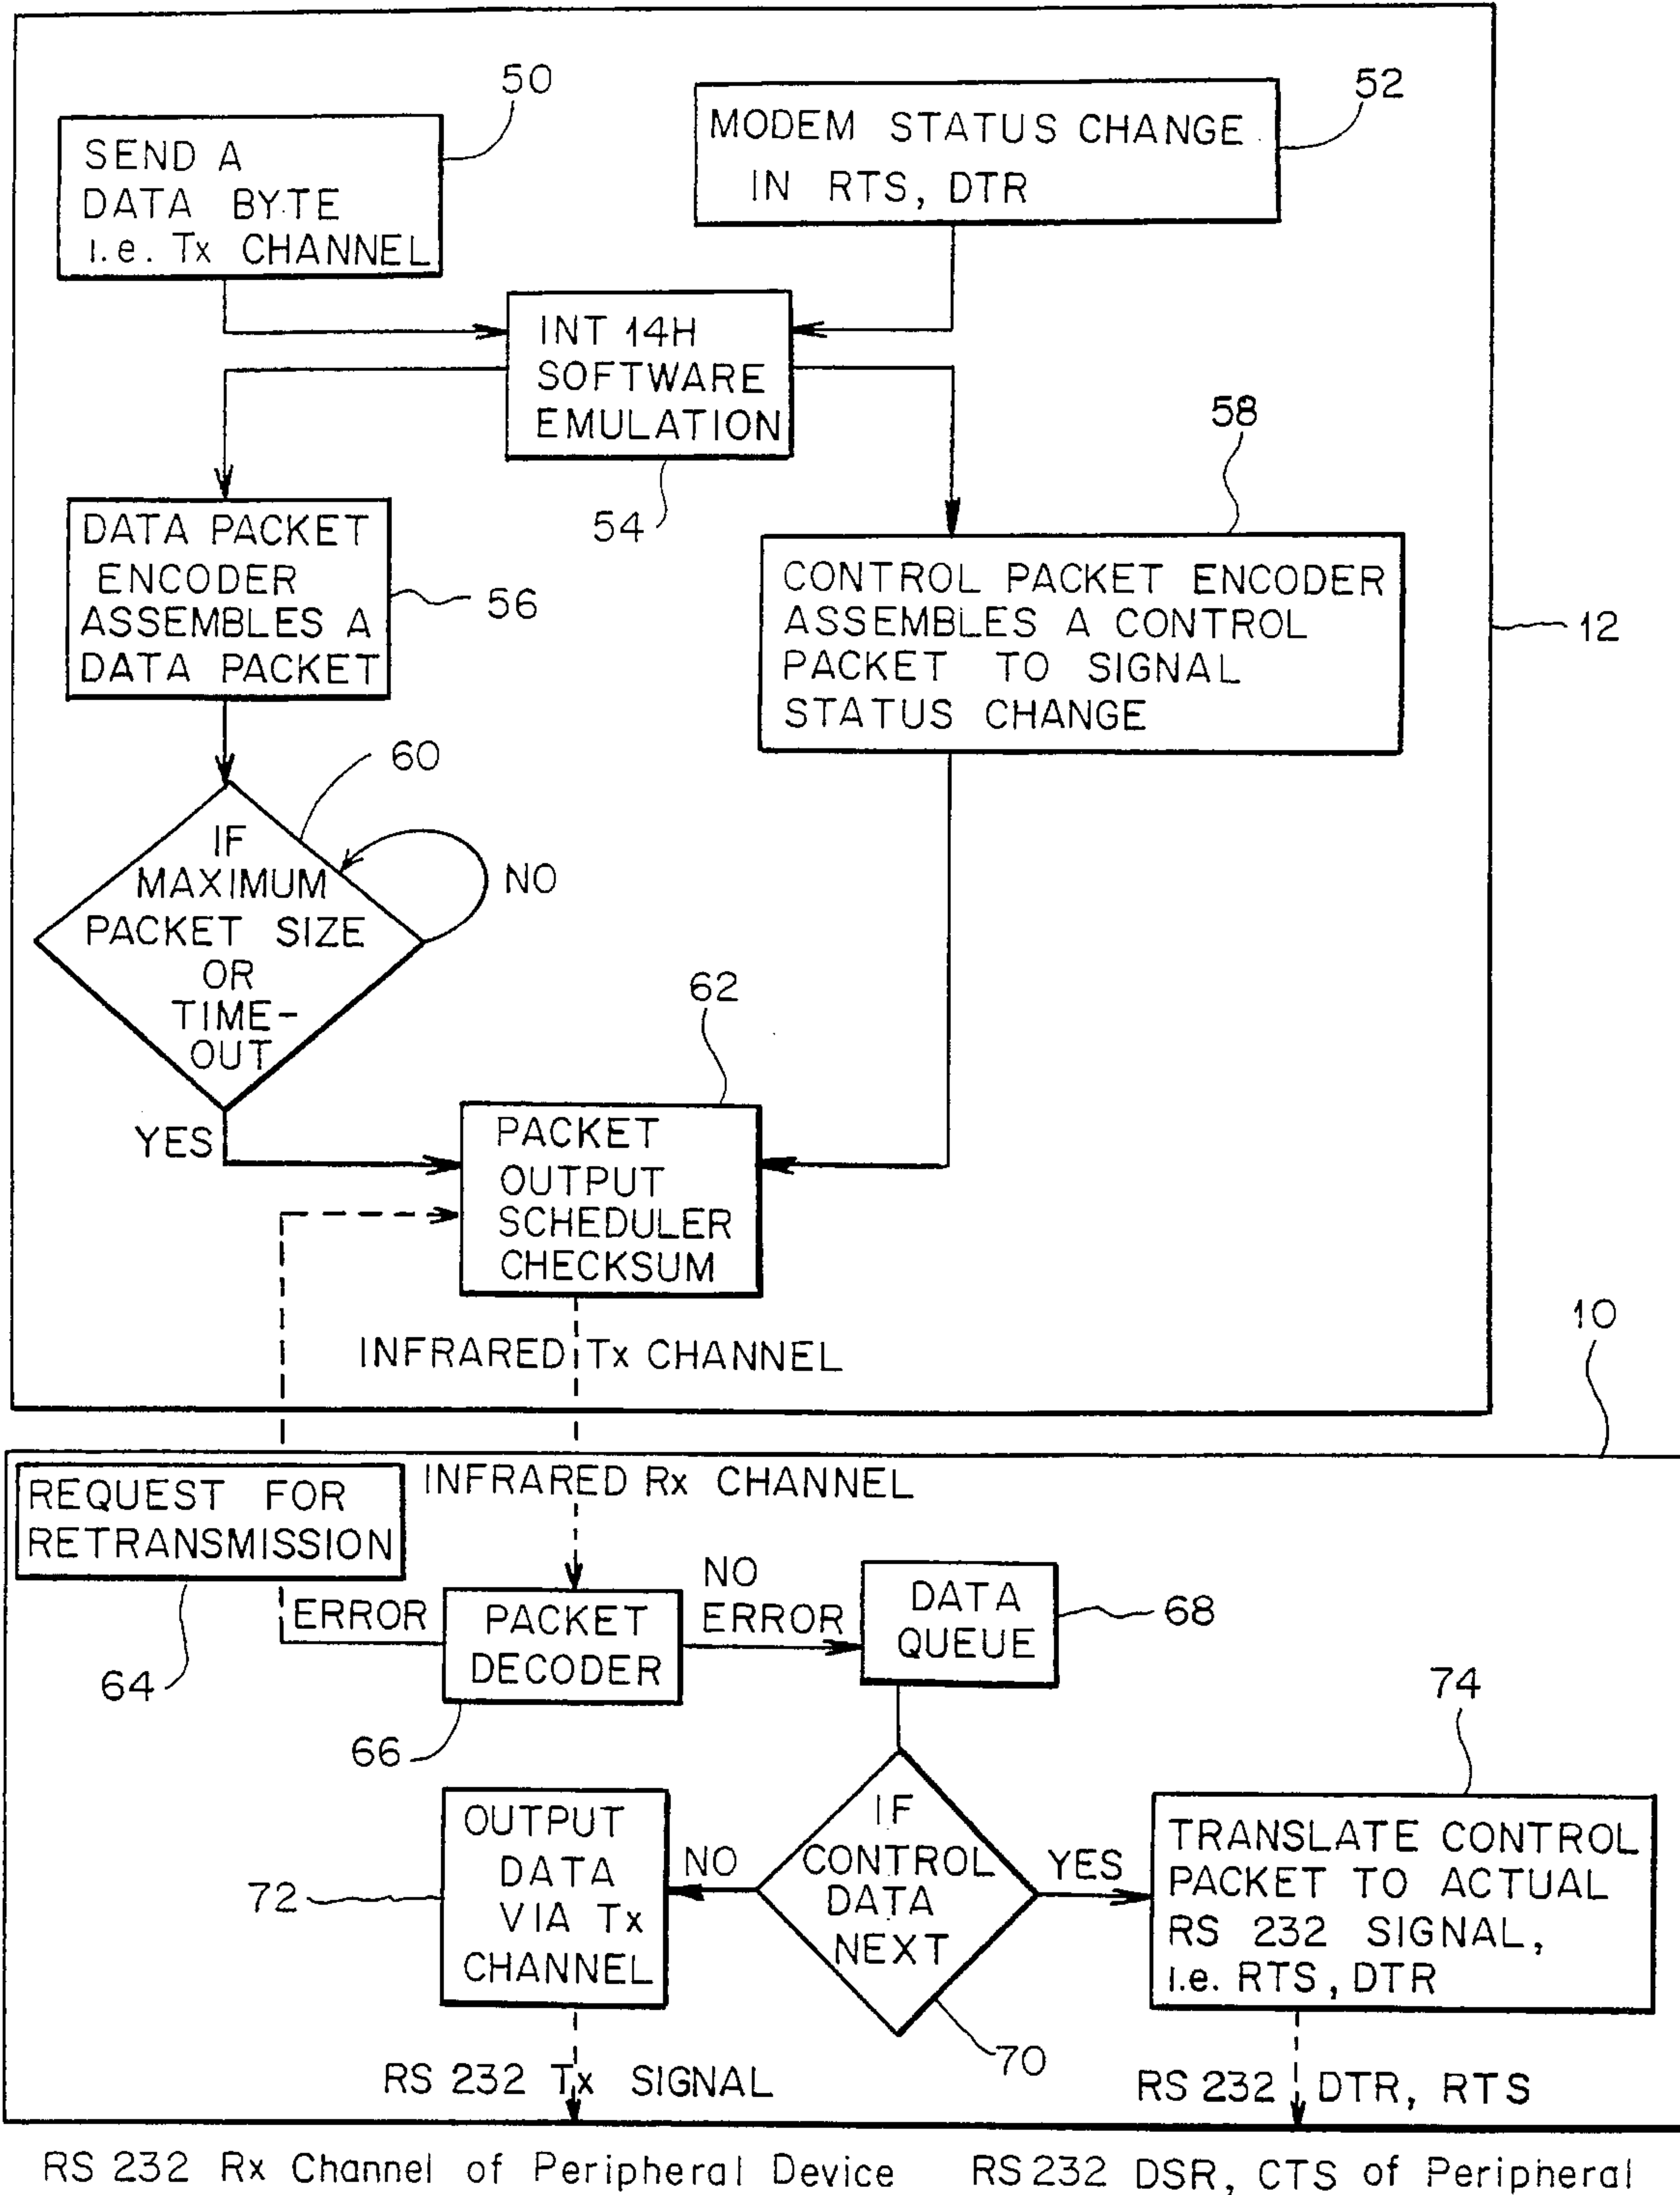 50
52
SEND A
DATA BYTE
i.e. Tx CHANNEL
MODEM STATUS CHANGE
IN RTS, DTR
INT 14H
SOFTWARE
EMULATION
54
58
DATA PACKET
ENCODER
ASSEMBLES A
DATA PACKET
56
CONTROL PACKET ENCODER
ASSEMBLES A CONTROL
PACKET TO SIGNAL
STATUS CHANGE
12
60
IF
MAXIMUM
PACKET SIZE
OR
TIME-
OUT
NO
YES
62
PACKET
OUTPUT
SCHEDULER
CHECKSUM
INFRARED Tx CHANNEL
10
REQUEST FOR
RETRANSMISSION
64
INFRARED Rx CHANNEL
ERROR
PACKET
DECODER
66
NO
ERROR
DATA
QUEUE
68
74
OUTPUT
DATA
VIA Tx
CHANNEL
72
NO
IF
CONTROL
DATA
NEXT
70
YES
TRANSLATE CONTROL
PACKET TO ACTUAL
RS 232 SIGNAL,
i.e. RTS, DTR
RS 232 Tx SIGNAL
RS 232 DTR, RTS
RS 232 Rx Channel of Peripheral Device
RS 232 DSR, CTS of Peripheral